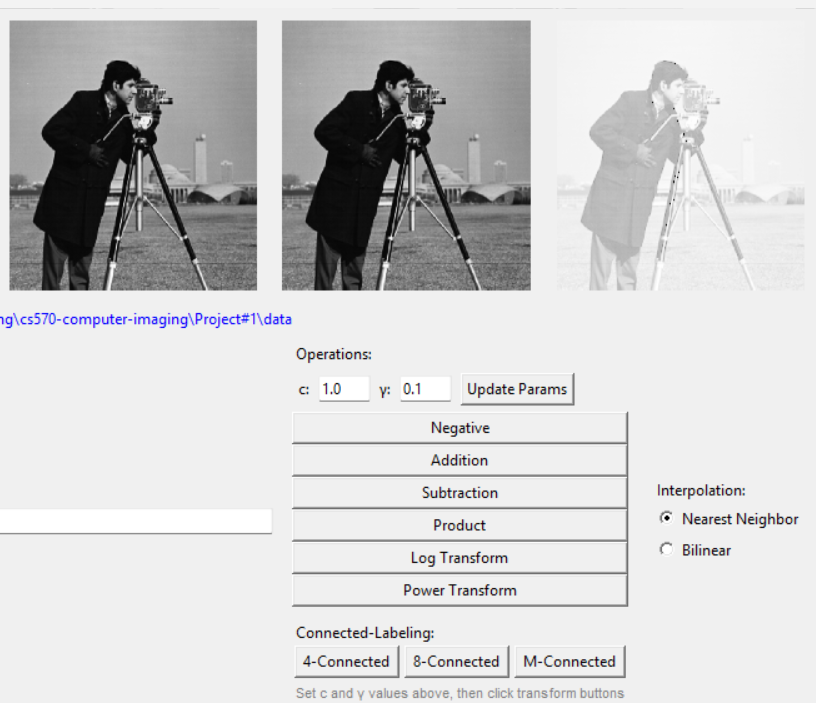 ng\cs570-computer-imaging\Project#1\data
Operations:
c: 1.0 γ: 0.1 Update Params
Negative
Addition
Subtraction
Product
Log Transform
Power Transform
Interpolation:
Nearest Neighbor
Bilinear
Connected-Labeling:
4-Connected 8-Connected M-Connected
Set c and γ values above, then click transform buttons